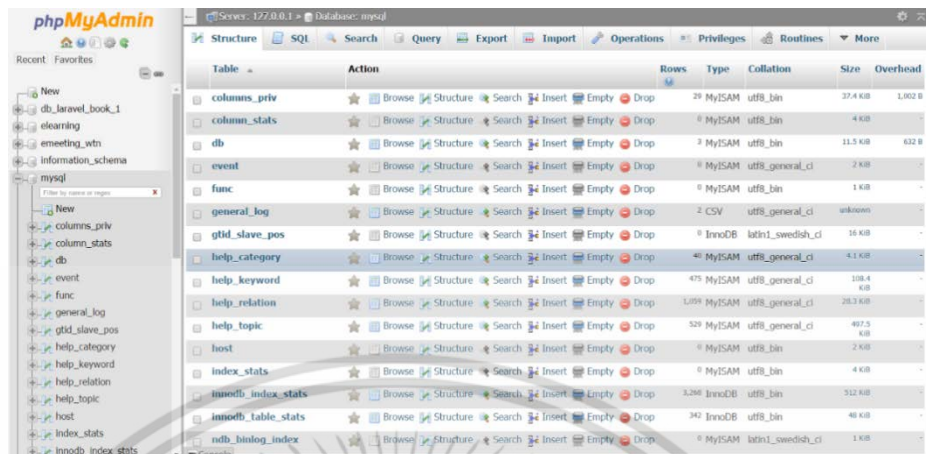 phpMyAdmin
Recent Favorites
New
db_laravel_book_1
elearning
emeeting_wtn
information_schema
mysql
Filter by name or regex X
New
columns_priv
column_stats
db
event
func
general_log
gtid_slave_pos
help_category
help_keyword
help_relation
help_topic
host
index_stats
innodb_index_stats
Server: 127.0.0.1 » Database: mysql
Structure SQL Search Query Export Import Operations Privileges Routines More
Table Action Rows Type Collation Size Overhead
columns_priv Browse Structure Search Insert Empty Drop 29 MyISAM utf8_bin 37.4 KiB 1,002 B
column_stats Browse Structure Search Insert Empty Drop 0 MyISAM utf8_bin 4 KiB -
db Browse Structure Search Insert Empty Drop MyISAM utf8_bin 11.5 KiB 632 B
event Browse Structure Search Insert Empty Drop 0 MyISAM utf8_general_ci 2 KiB -
func Browse Structure Search Insert Empty Drop 0 MyISAM utf8_bin 1 KiB -
general_log Browse Structure Search Insert Empty Drop 2 CSV utf8_general_ci unknown -
gtid_slave_pos Browse Structure Search Insert Empty Drop 0 InnoDB latin1_swedish_ci 16 KiB -
help_category Browse Structure Search Insert Empty Drop MyISAM utf8_general_ci 4.1 KiB -
help_keyword Browse Structure Search Insert Empty Drop 475 MyISAM utf8_general_ci 108.4 KiB -
help_relation Browse Structure Search Insert Empty Drop MyISAM utf8_general_ci 28.3 KiB -
help_topic Browse Structure Search Insert Empty Drop 529 MyISAM utf8_general_ci 497.5 KiB -
host Browse Structure Search Insert Empty Drop 0 MyISAM utf8_bin 2 KiB -
index_stats Browse Structure Search Insert Empty Drop 0 MyISAM utf8_bin 4 KiB -
innodb_index_stats Browse Structure Search Insert Empty Drop InnoDB utf8_bin 512 KiB -
innodb_table_stats Browse Structure Search Insert Empty Drop 342 InnoDB utf8_bin 48 KiB -
ndb_binlog_index Browse Structure Search Insert Empty Drop 0 MyISAM latin1_swedish_ci 1 KiB -